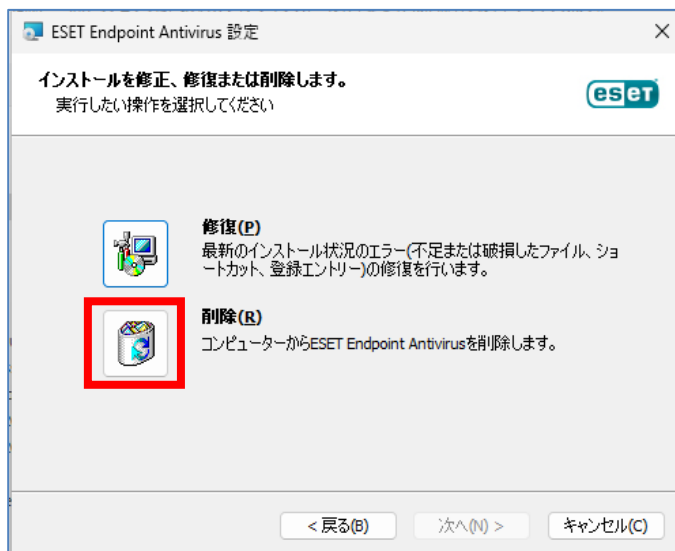 ESET Endpoint Antivirus 設定
インストールを修正、修復または削除します。
実行したい操作を選択してください
eseT
修復(P)
最新のインストール状況のエラー(不足または破損したファイル、ショ
ートカット、登録エントリー)の修復を行います。
削除(R)
コンピューターからESET Endpoint Antivirusを削除します。
< 戻る(B)
次へ(N) >
キャンセル(C)